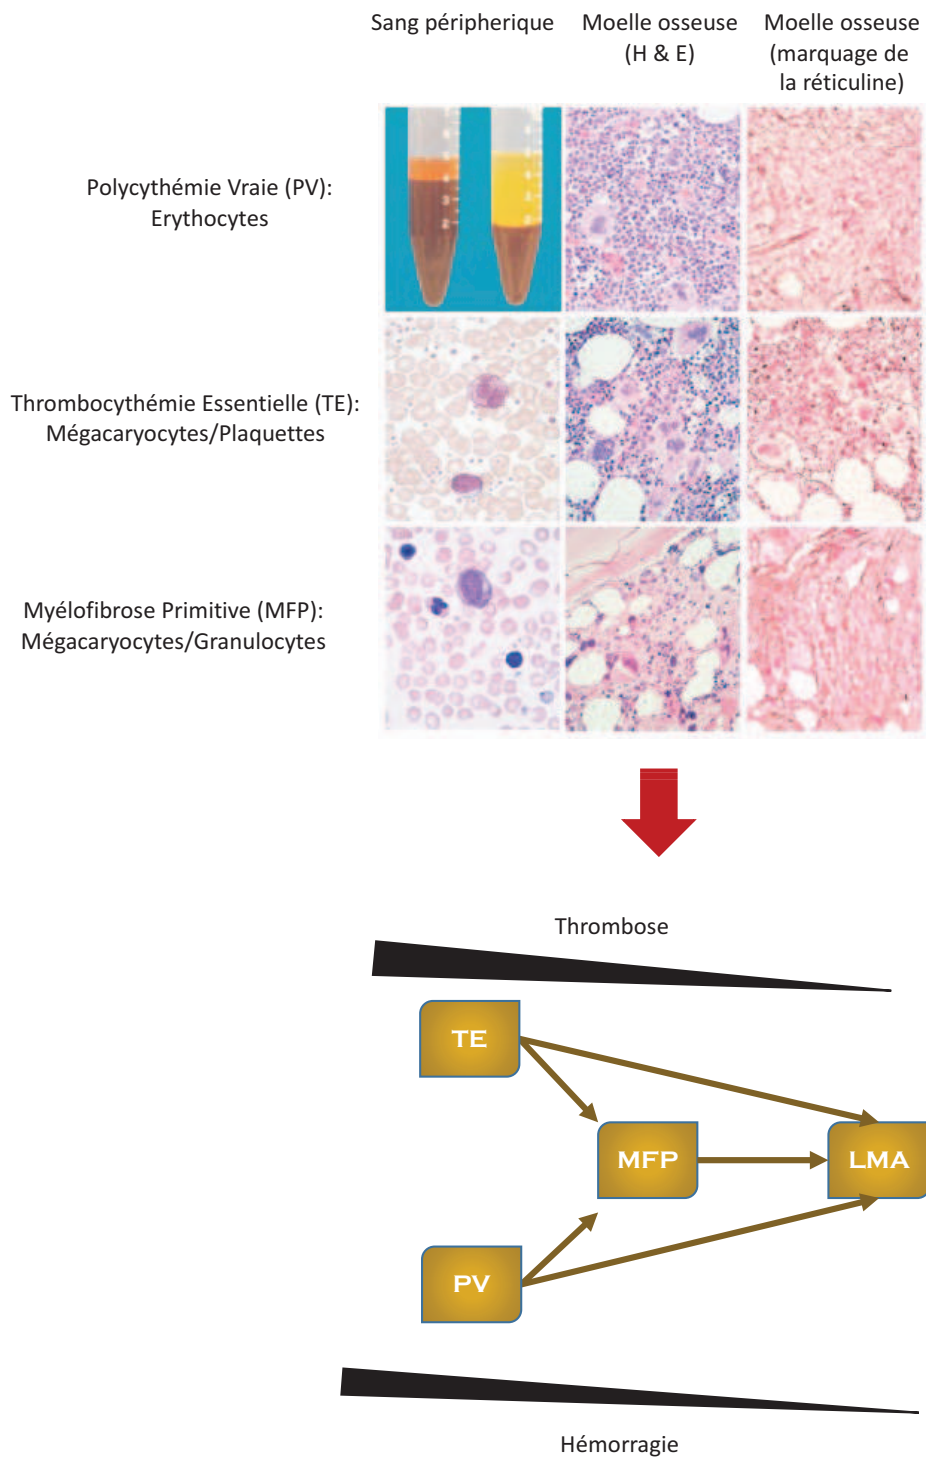 Sang péripherique
Moelle osseuse
(H & E)
Moelle osseuse
(marquage de
la réticuline)
Polycythémie Vraie (PV):
Erythocytes
Thrombocythémie Essentielle (TE):
Mégacaryocytes/Plaquettes
Myélofibrose Primitive (MFP):
Mégacaryocytes/Granulocytes
Thrombose
TE
MFP
LMA
PV
Hémorragie